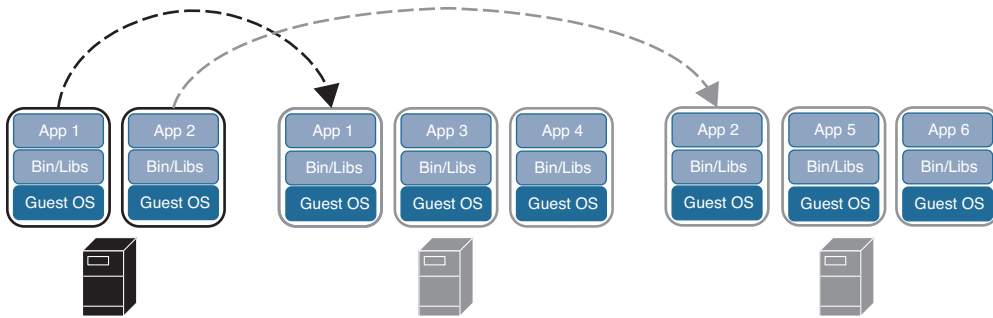 App 1
Bin/Libs
Guest OS
App 2
Bin/Libs
Guest OS
App 1
Bin/Libs
Guest OS
App 3
Bin/Libs
Guest OS
App 4
Bin/Libs
Guest OS
App 2
Bin/Libs
Guest OS
App 5
Bin/Libs
Guest OS
App 6
Bin/Libs
Guest OS